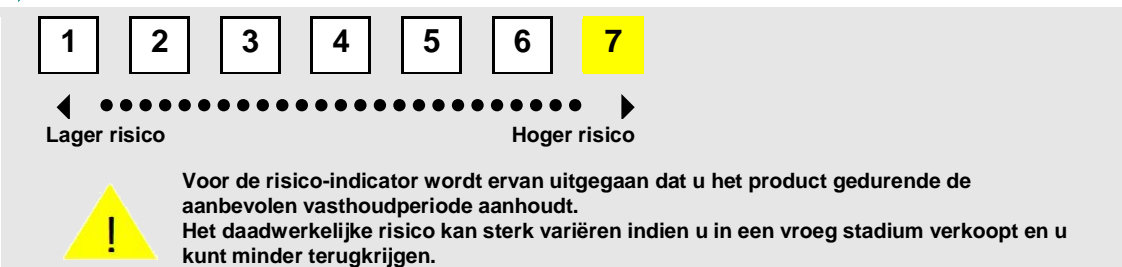 1 2 3 4 5 6 7
Lager risico Hoger risico
Voor de risico-indicator wordt ervan uitgegaan dat u het product gedurende de
aanbevolen vasthoudperiode aanhoudt.
!
Het daadwerkelijke risico kan sterk variëren indien u in een vroeg stadium verkoopt en u
kunt minder terugkrijgen.